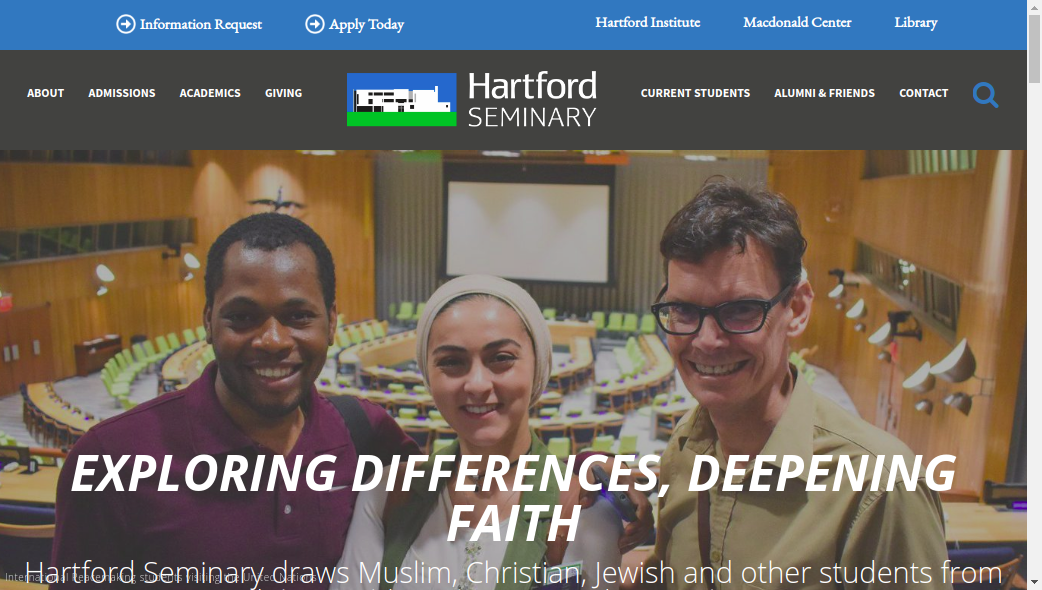 Information Request
Apply Today
Hartford Institute
Macdonald Center
Library
ABOUT
ADMISSIONS
ACADEMICS
GIVING
Hartford
SEMINARY
CURRENT STUDENTS
ALUMNI & FRIENDS
CONTACT
EXPLORING DIFFERENCES, DEEPENING
FAITH
Hartford Seminary draws Muslim, Christian, Jewish and other students from
International Peacemaking students visiting the United Nations